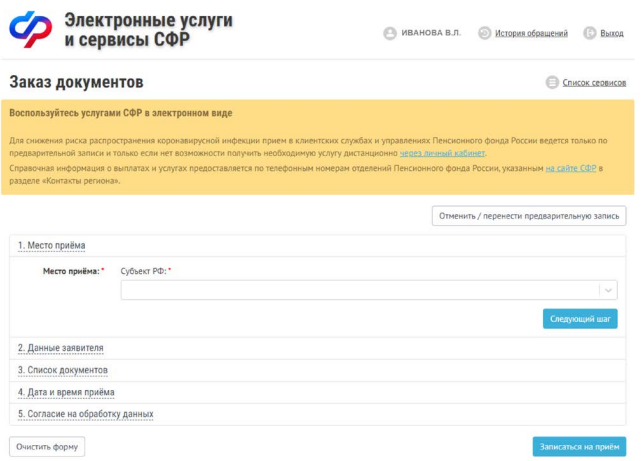 Электронные услуги
и сервисы СФР
ИВАНОВА В.Л.
История обращений
Выход
Заказ документов
Список сервисов
Воспользуйтесь услугами СФР в электронном виде
Для снижения риска распространения коронавирусной инфекции прием в клиентских службах и управлениях Пенсионного фонда России ведется только по
предварительной записи и только если нет возможности получить необходимую услугу дистанционно через личный кабинет.
Справочная информация о выплатах и услугах предоставляется по телефонным номерам отделений Пенсионного фонда России, указанным на сайте СФР в
разделе «Контакты региона».
Отменить / перенести предварительную запись
1. Место приёма
Место приёма: * Субъект РФ: *
Следующий шаг
2. Данные заявителя
3. Список документов
4. Дата и время приёма
5. Согласие на обработку данных
Очистить форму
Записаться на приём